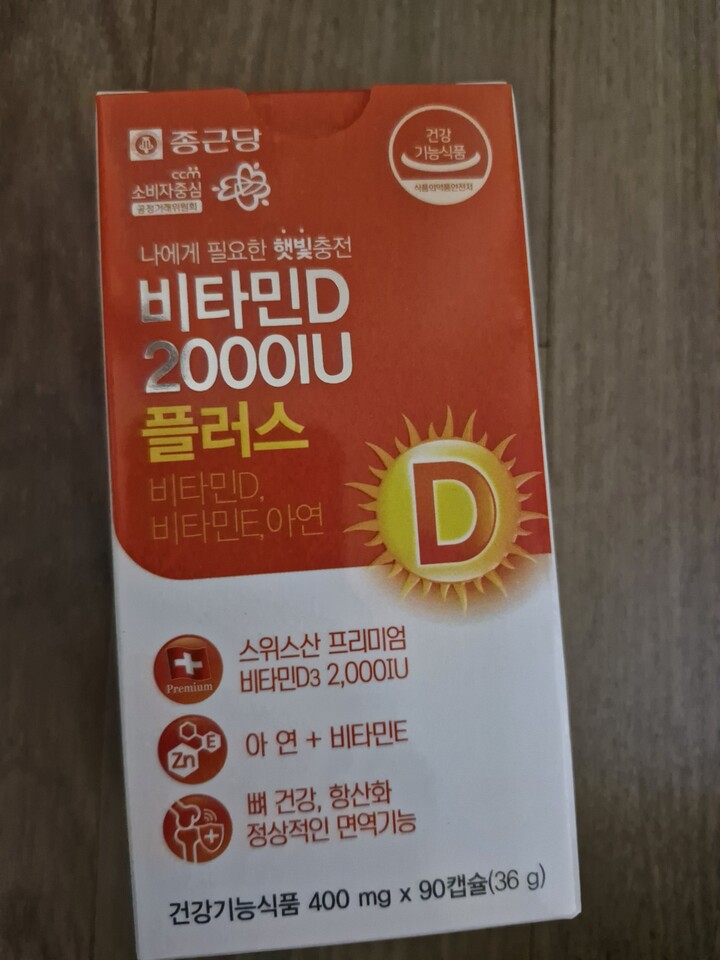 종근당
ccm
소비자중심
공정거래위원회
건강
기능식품
식품의약품안전처
나에게 필요한 햇빛충전
비타민D
2000IU
플러스
비타민D,
비타민E,아연
D
Premium
스위스산 프리미엄
비타민D3 2,000IU
Zn E
아 연 + 비타민E
뼈 건강, 항산화
정상적인 면역기능
건강기능식품 400 mg x 90캡슐(36 g)